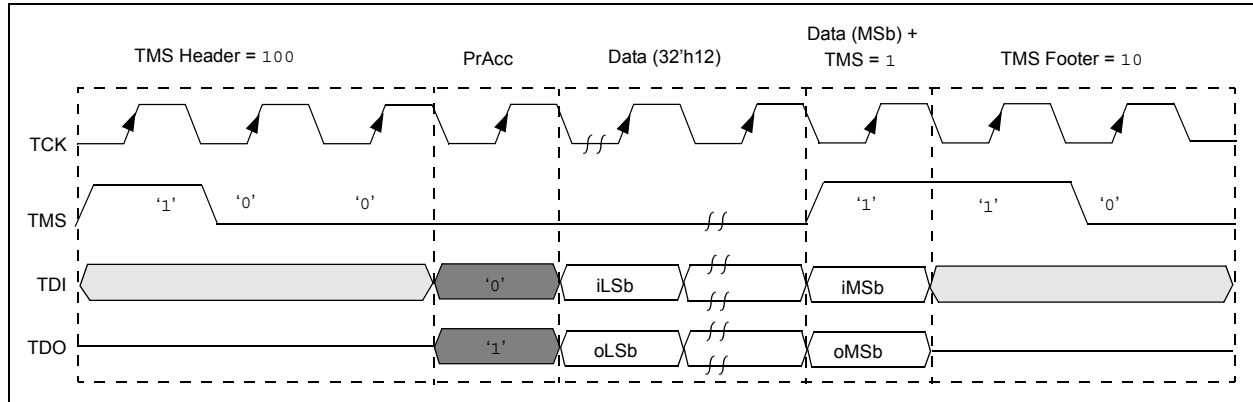 TMS Header = 100
PrAcc
Data (32'h12)
Data (MSb) +
TMS = 1
TMS Footer = 10
TCK
TMS
‘1’
‘0’
‘0’
‘1’
‘1’
‘0’
TDI
‘0’
iLSb
iMSb
TDO
‘1’
oLSb
oMSb